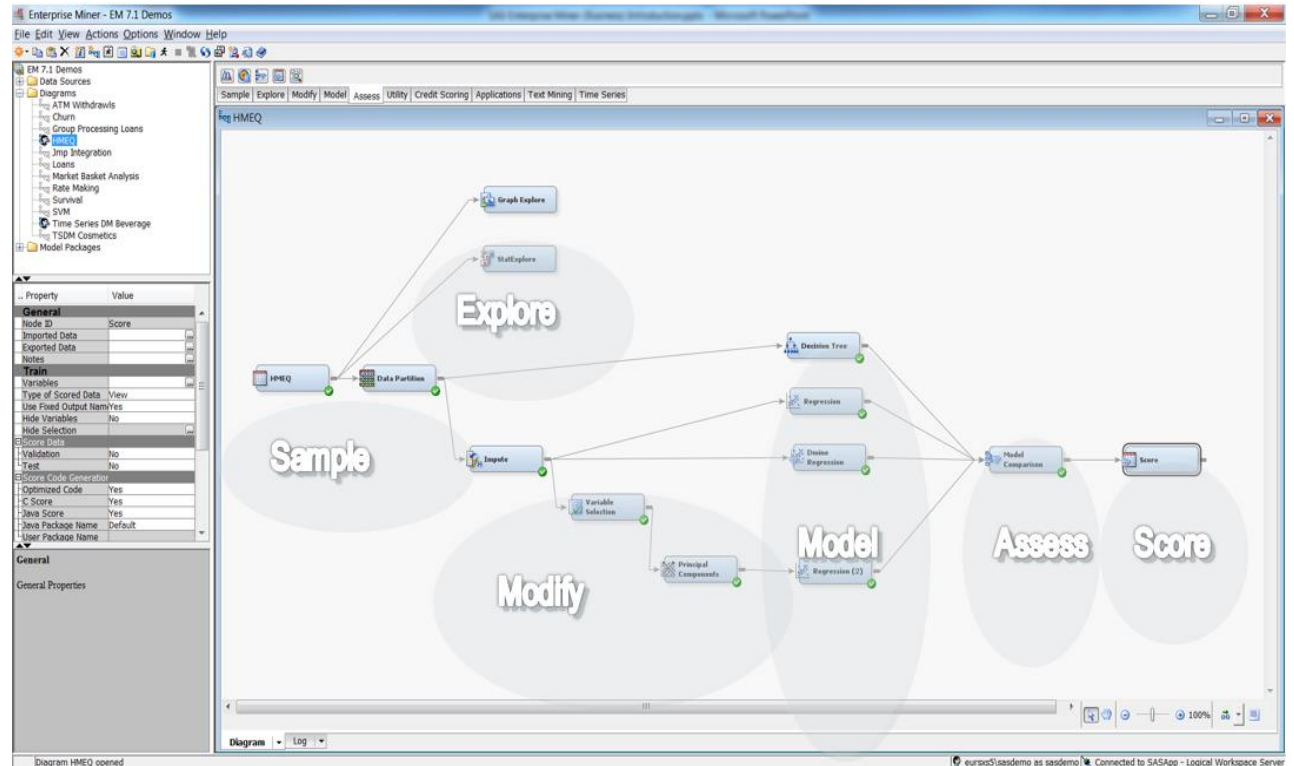 Enterprise Miner - EM 7.1 Demos
File Edit View Actions Options Window Help
EM 7.1 Demos
Data Sources
Diagrams
ATM Withdrawls
Churn
Group Processing Loans
HMEQ
Jmp Integration
Loans
Market Basket Analysis
Rate Making
Survival
SVM
Time Series DM Beverage
TSDM Cosmetics
Model Packages
.. Property Value
General
Node ID Score
Imported Data
Exported Data
Notes
Train
Variables
Type of Scored Data View
Use Fixed Output Nam Yes
Hide Variables No
Hide Selection
Score Data
Validation No
Test No
Score Code Generation
Optimized Code Yes
C Score Yes
Java Score Yes
Java Package Name Default
User Package Name
General
General Properties
Sample Explore Modify Model Assess Utility Credit Scoring Applications Text Mining Time Series
HMEQ
Graph Explore
StatExplore
Explore
Decision Tree
HMEQ
Data Partition
Regression
Sample
Impute
Dmine
Regression
Model
Comparison
Score
Variable
Selection
Model
Assess
Score
Principal
Components
Regression (2)
Modify
100%
Diagram Log
Diagram HMEQ opened
eursxs5\sasdemo as sasdemo Connected to SASApp - Logical Workspace Server